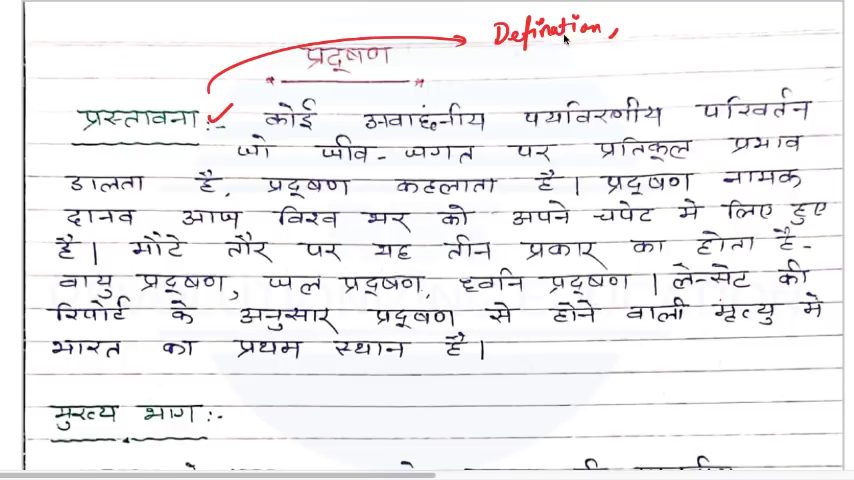 Defination,
प्रदूषण
प्रस्तावना :- कोई अवाछंनीय पर्यावरणीय परिवर्तन
जो जीव-जगत पर प्रतिकूल प्रभाव
डालता है, प्रदूषण कहलाता है। प्रदूषण नामक
दानव आज विश्व भर को अपने चपेट मे लिए हुए
है। मौटे तौर पर यह तीन प्रकार का होता है-
वायु प्रदूषण, जल प्रदूषण, ध्वनि प्रदूषण। लेन्सेट की
रिपोर्ट के अनुसार प्रदूषण से होने वाली मृत्यु मे
भारत का प्रथम स्थान है।
मुख्य भाग :-